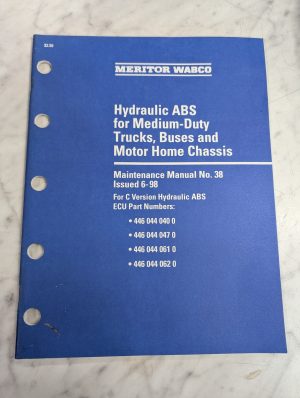 $2.50
MERITOR WABCO
Hydraulic ABS
for Medium-Duty
Trucks, Buses and
Motor Home Chassis
Maintenance Manual No. 38
Issued 6-98
For C Version Hydraulic ABS
ECU Part Numbers:
• 446 044 040 0
• 446 044 047 0
• 446 044 061 0
• 446 044 062 0